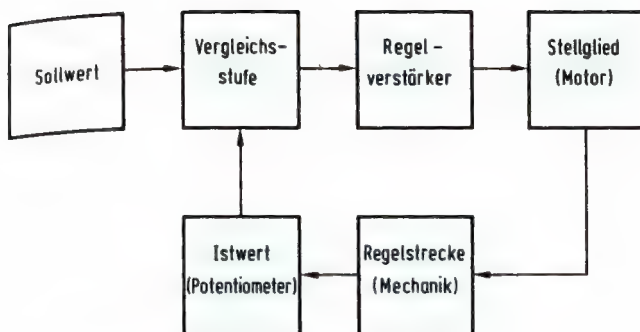 Sollwert
Vergleichs-
stufe
Regel-
verstärker
Stellglied
(Motor)
Istwert
(Potentiometer)
Regelstrecke
(Mechanik)